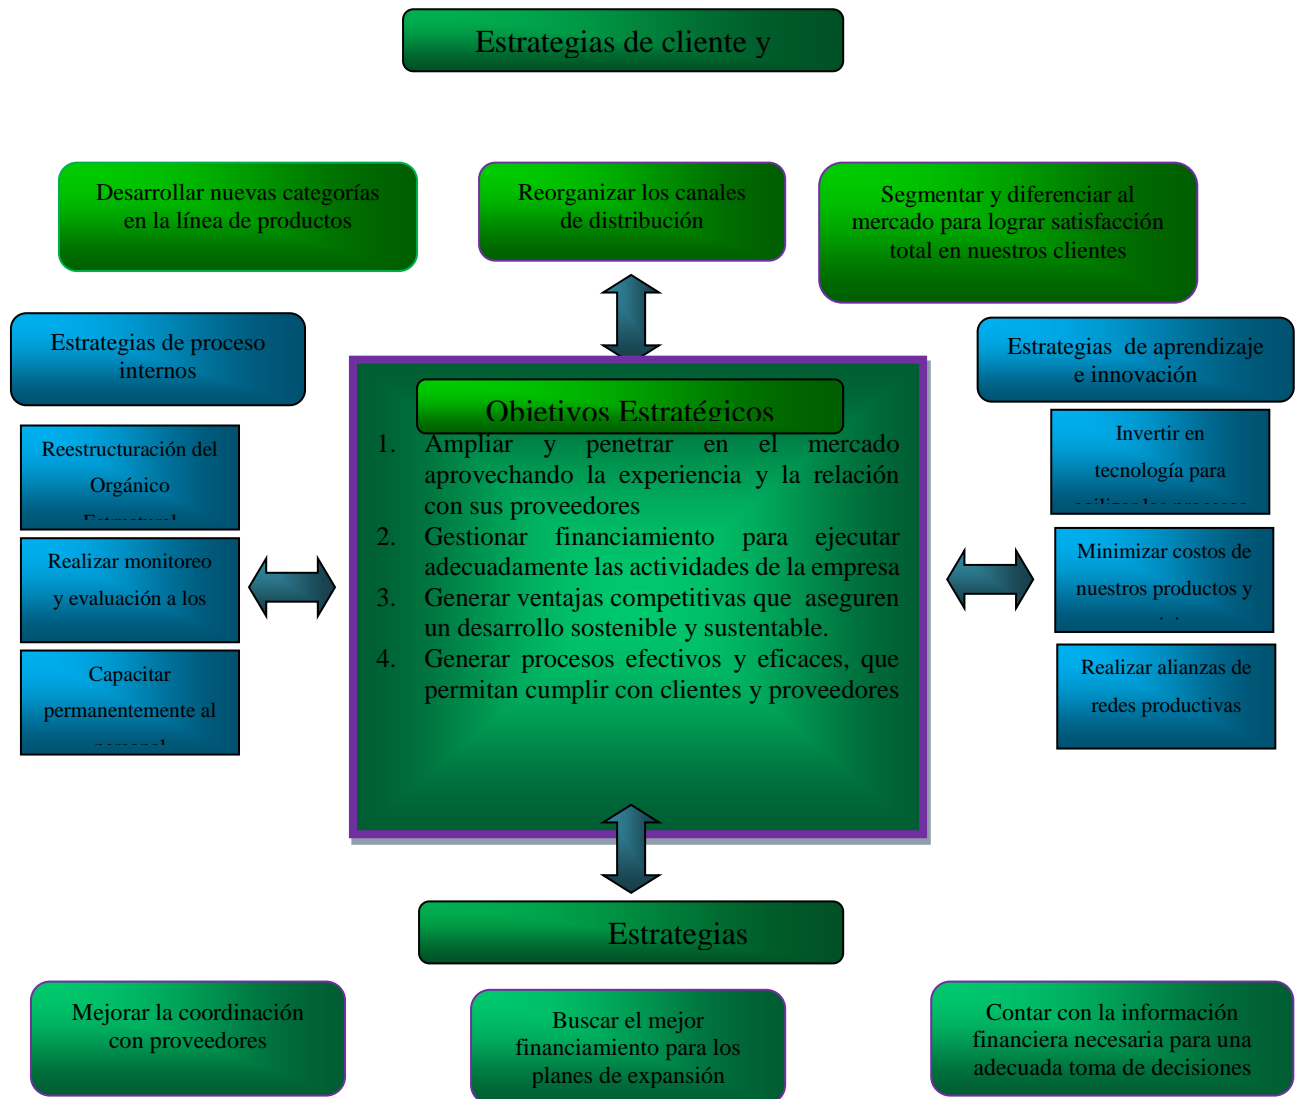 Estrategias de cliente y
Desarrollar nuevas categorías
en la línea de productos
Reorganizar los canales
de distribución
Segmentar y diferenciar al
mercado para lograr satisfacción
total en nuestros clientes
Estrategias de proceso
internos
Reestructuración del
Orgánico
Realizar monitoreo
y evaluación a los
Capacitar
permanentemente al
Objetivos Estratégicos
1. Ampliar y penetrar en el mercado
aprovechando la experiencia y la relación
con sus proveedores
2. Gestionar financiamiento para ejecutar
adecuadamente las actividades de la empresa
3. Generar ventajas competitivas que aseguren
un desarrollo sostenible y sustentable.
4. Generar procesos efectivos y eficaces, que
permitan cumplir con clientes y proveedores
Estrategias de aprendizaje
e innovación
Invertir en
tecnología para
Minimizar costos de
nuestros productos y
Realizar alianzas de
redes productivas
Estrategias
Mejorar la coordinación
con proveedores
Buscar el mejor
financiamiento para los
planes de expansión
Contar con la información
financiera necesaria para una
adecuada toma de decisiones